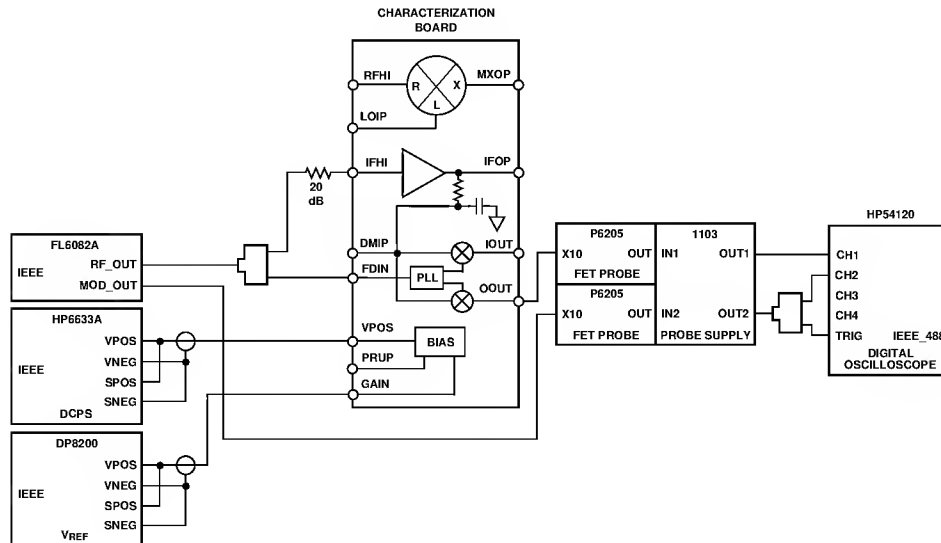 CHARACTERIZATION
BOARD
RFHI
R
X
L
MXOP
LOIP
20
dB
IFHI
IFOP
FL6082A
IEEE
RF_OUT
MOD_OUT
DMIP
IOUT
FDIN
PLL
OOUT
P6205
X10
OUT
FET PROBE
P6205
X10
OUT
FET PROBE
1103
IN1
OUT1
IN2
OUT2
PROBE SUPPLY
HP54120
CH1
CH2
CH3
CH4
TRIG
IEEE_488
DIGITAL
OSCILLOSCOPE
HP6633A
VPOS
IEEE
VNEG
SPOS
SNEG
DCPS
VPOS
BIAS
PRUP
GAIN
DP8200
VPOS
IEEE
VNEG
SPOS
SNEG
VREF